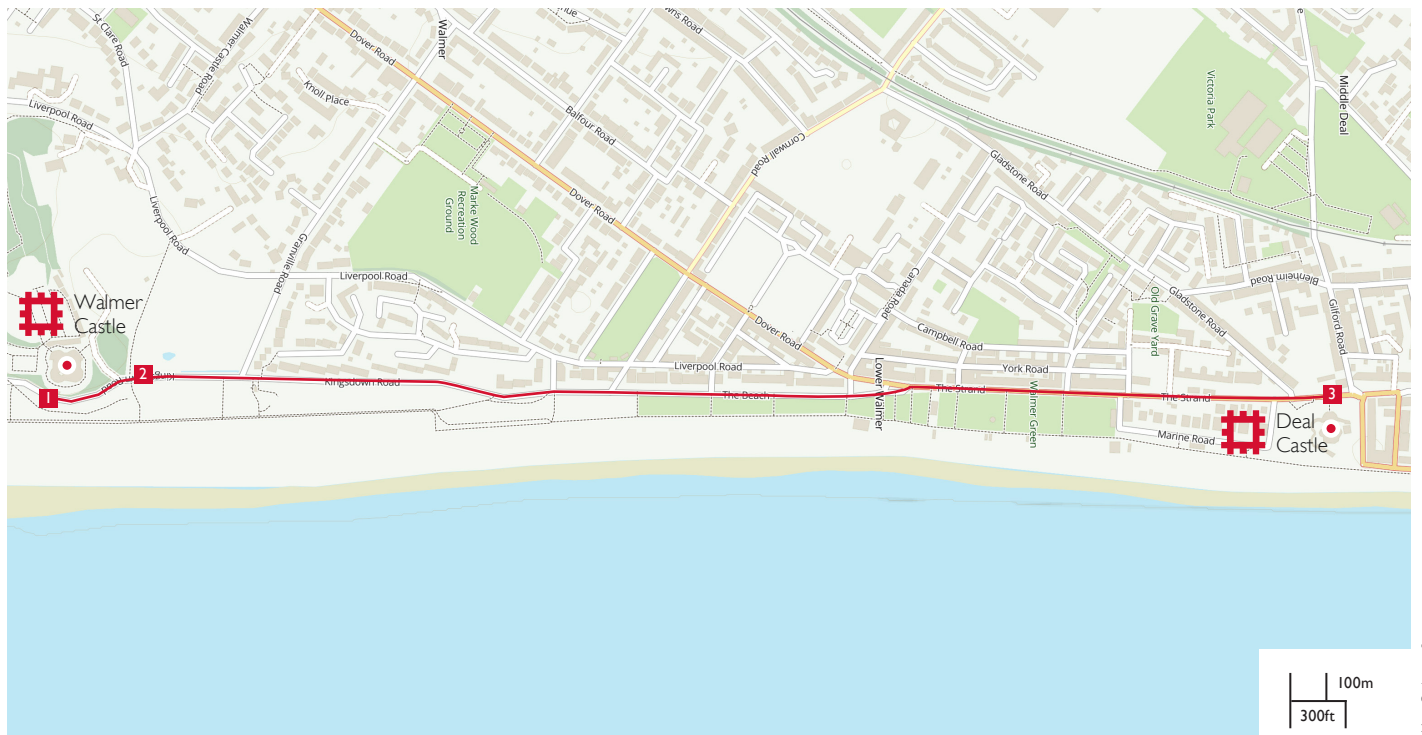 St Clare Road
Walmer Castle Road
Dover Road
Walmer
Downs Road
Middle Deal
Victoria Park
Knoll Place
Balfour Road
Cornwall Road
Liverpool Road
Gladstone Road
Marke Wood
Recreation
Ground
Dover Road
Liverpool Road
Granville Road
Liverpool Road
Canada Road
Blenheim Road
Old Grave Yard
Gladstone Road
Gilford Road
Walmer
Castle
Dover Road
Campbell Road
Liverpool Road
York Road
Lower Walmer
Walmer Green
1
2
Kingsdown Road
Kingsdown Road
The Beach
The Strand
The Strand
3
Marine Road
Deal
Castle
100m
300ft